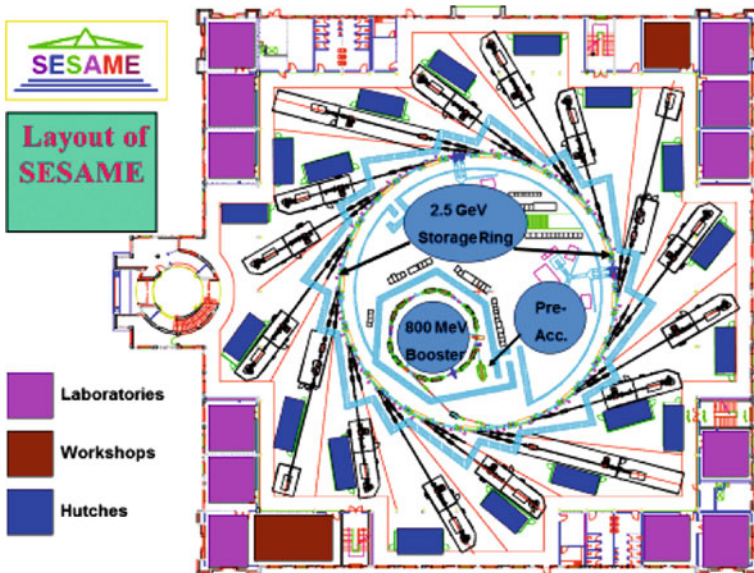 SESAME
Layout of
SESAME
2.5 GeV
Storage Ring
Pre-
Acc.
800 MeV
Booster
Laboratories
Workshops
Hutches